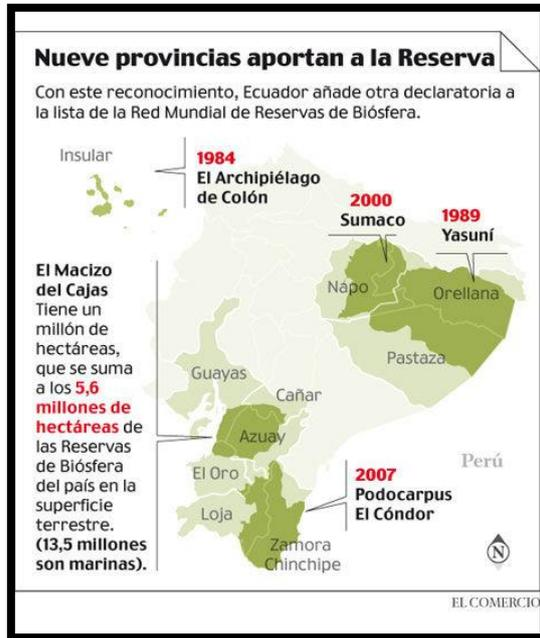 Nueve provincias aportan a la Reserva
Con este reconocimiento, Ecuador añade otra declaratoria a
la lista de la Red Mundial de Reservas de Biósfera.
Insular
1984
El Archipiélago
de Colón
2000
Sumaco
1989
Yasuní
El Macizo
del Cajas
Tiene un
millón de
hectáreas,
que se suma
a los 5,6
millones de
hectáreas de
las Reservas
de Biósfera
del país en la
superficie
terrestre.
(13,5 millones
son marinas).
Nápo
Orellana
Pastaza
Guayas
Cañar
Azuay
El Oro
Loja
Zamora
Chinchipe
Perú
2007
Podocarpus
El Cóndor
N
EL COMERCIO